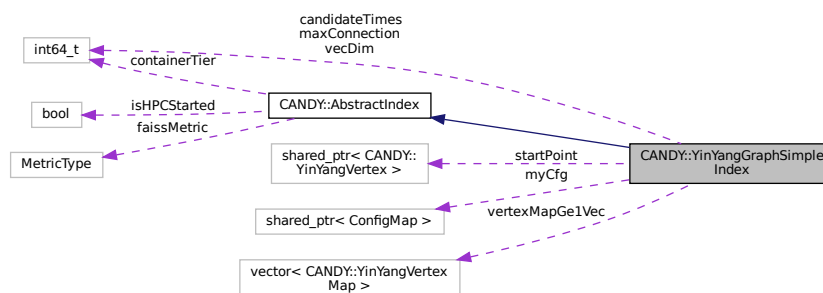 candidateTimes
maxConnection
vecDim
int64_t
containerTier
CANDY::AbstractIndex
isHPCStarted
bool
faissMetric
MetricType
shared_ptr< CANDY::
YinYangVertex >
startPoint
CANDY::YinYangGraphSimple
Index
myCfg
shared_ptr< ConfigMap >
vertexMapGe1Vec
vector< CANDY::YinYangVertex
Map >